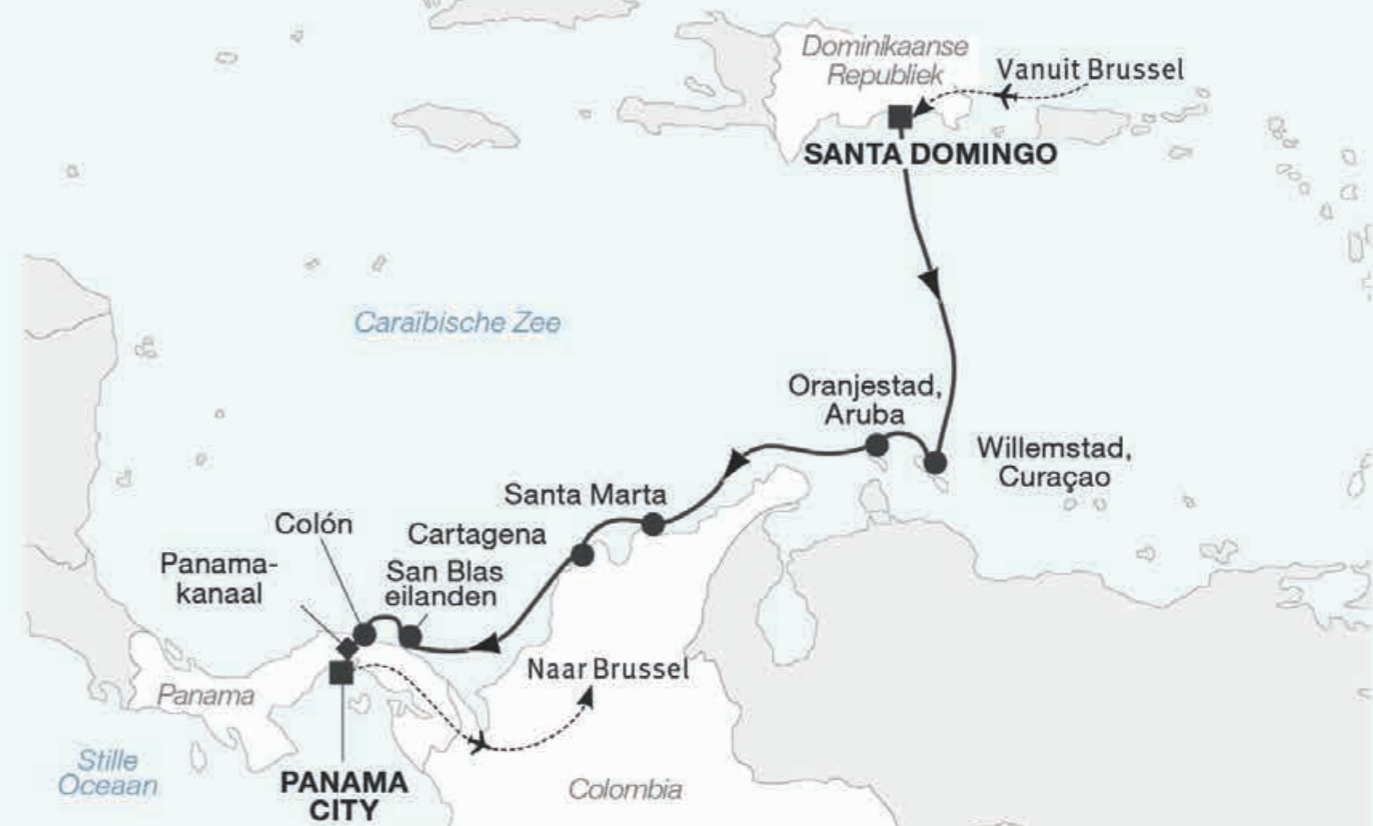 Dominikaanse
Republiek
Vanuit Brussel
SANTA DOMINGO
Caraïbische Zee
Oranjestad,
Aruba
Willemstad,
Curaçao
Santa Marta
Cartagena
Colón
San Blas
eilanden
Panama-
kanaal
Naar Brussel
Panama
Stille
Oceaan
PANAMA
CITY
Colombia